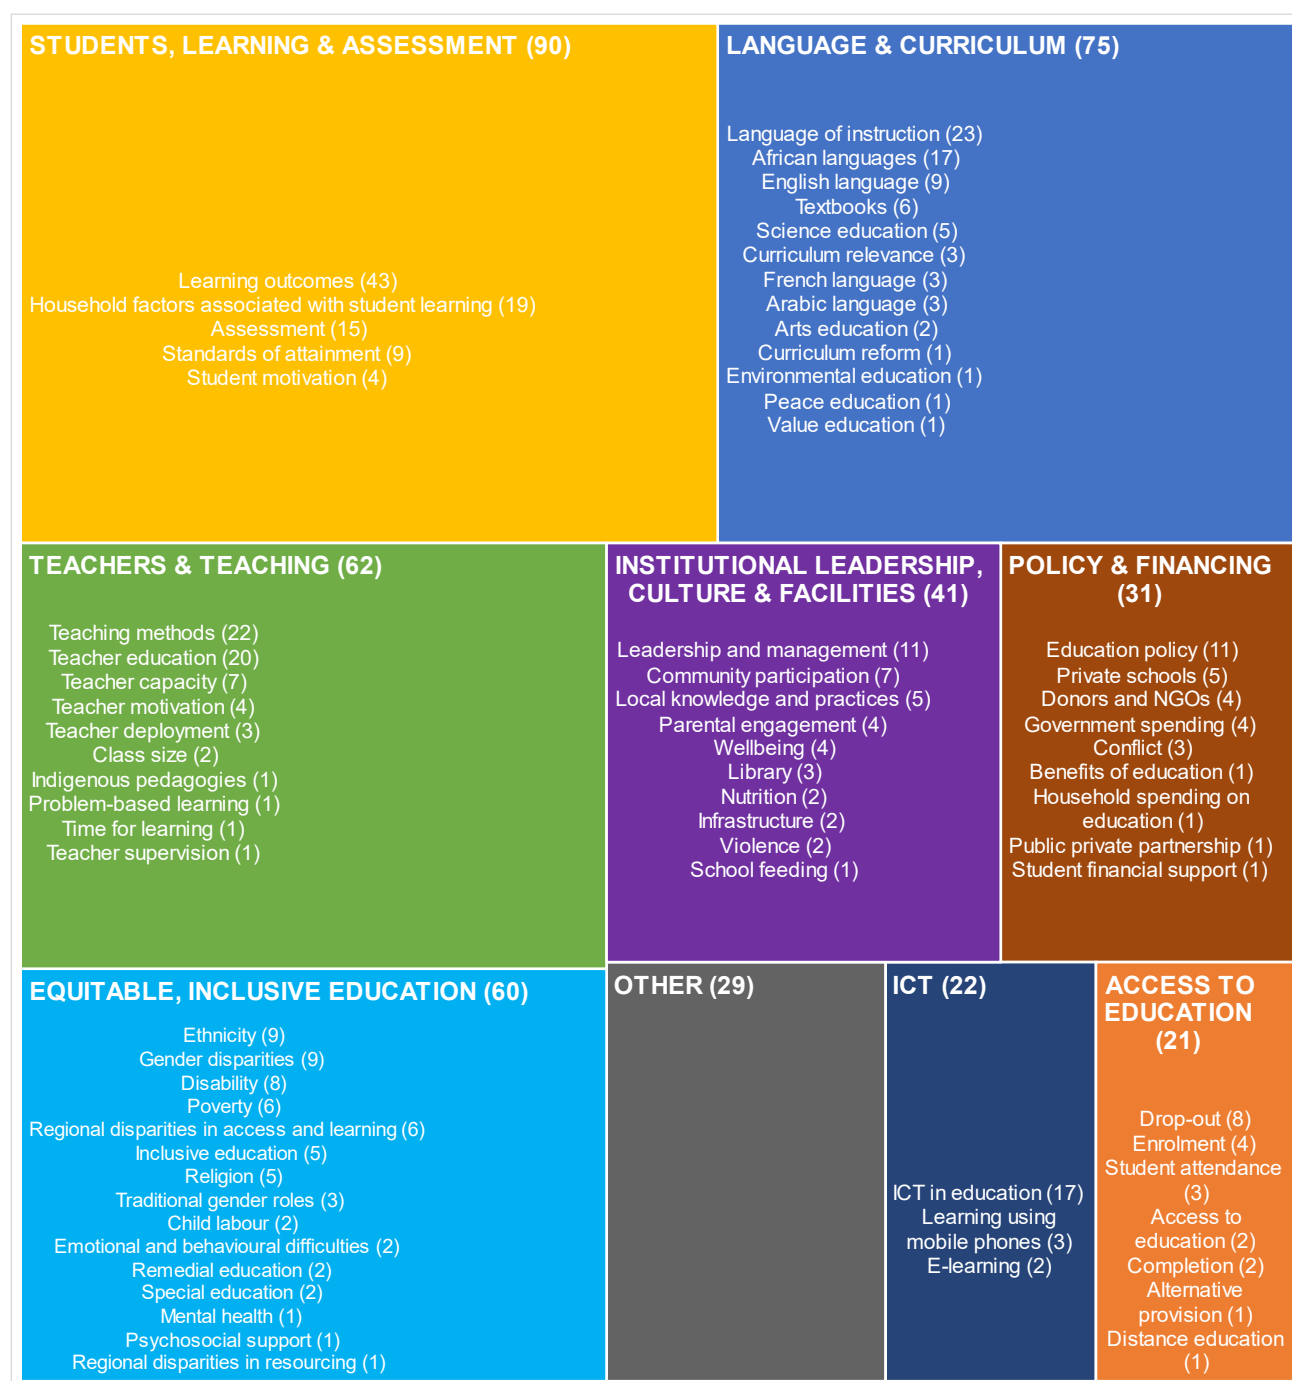 STUDENTS, LEARNING & ASSESSMENT (90)
Learning outcomes (43)
Household factors associated with student learning (19)
Assessment (15)
Standards of attainment (9)
Student motivation (4)
LANGUAGE & CURRICULUM (75)
Language of instruction (23)
African languages (17)
English language (9)
Textbooks (6)
Science education (5)
Curriculum relevance (3)
French language (3)
Arabic language (3)
Arts education (2)
Curriculum reform (1)
Environmental education (1)
Peace education (1)
Value education (1)
TEACHERS & TEACHING (62)
Teaching methods (22)
Teacher education (20)
Teacher capacity (7)
Teacher motivation (4)
Teacher deployment (3)
Class size (2)
Indigenous pedagogies (1)
Problem-based learning (1)
Time for learning (1)
Teacher supervision (1)
INSTITUTIONAL LEADERSHIP,
CULTURE & FACILITIES (41)
Leadership and management (11)
Community participation (7)
Local knowledge and practices (5)
Parental engagement (4)
Wellbeing (4)
Library (3)
Nutrition (2)
Infrastructure (2)
Violence (2)
School feeding (1)
POLICY & FINANCING
(31)
Education policy (11)
Private schools (5)
Donors and NGOs (4)
Government spending (4)
Conflict (3)
Benefits of education (1)
Household spending on
education (1)
Public private partnership (1)
Student financial support (1)
EQUITABLE, INCLUSIVE EDUCATION (60)
Ethnicity (9)
Gender disparities (9)
Disability (8)
Poverty (6)
Regional disparities in access and learning (6)
Inclusive education (5)
Religion (5)
Traditional gender roles (3)
Child labour (2)
Emotional and behavioural difficulties (2)
Remedial education (2)
Special education (2)
Mental health (1)
Psychosocial support (1)
Regional disparities in resourcing (1)
OTHER (29)
ICT (22)
ICT in education (17)
Learning using
mobile phones (3)
E-learning (2)
ACCESS TO
EDUCATION
(21)
Drop-out (8)
Enrolment (4)
Student attendance
(3)
Access to
education (2)
Completion (2)
Alternative
provision (1)
Distance education
(1)